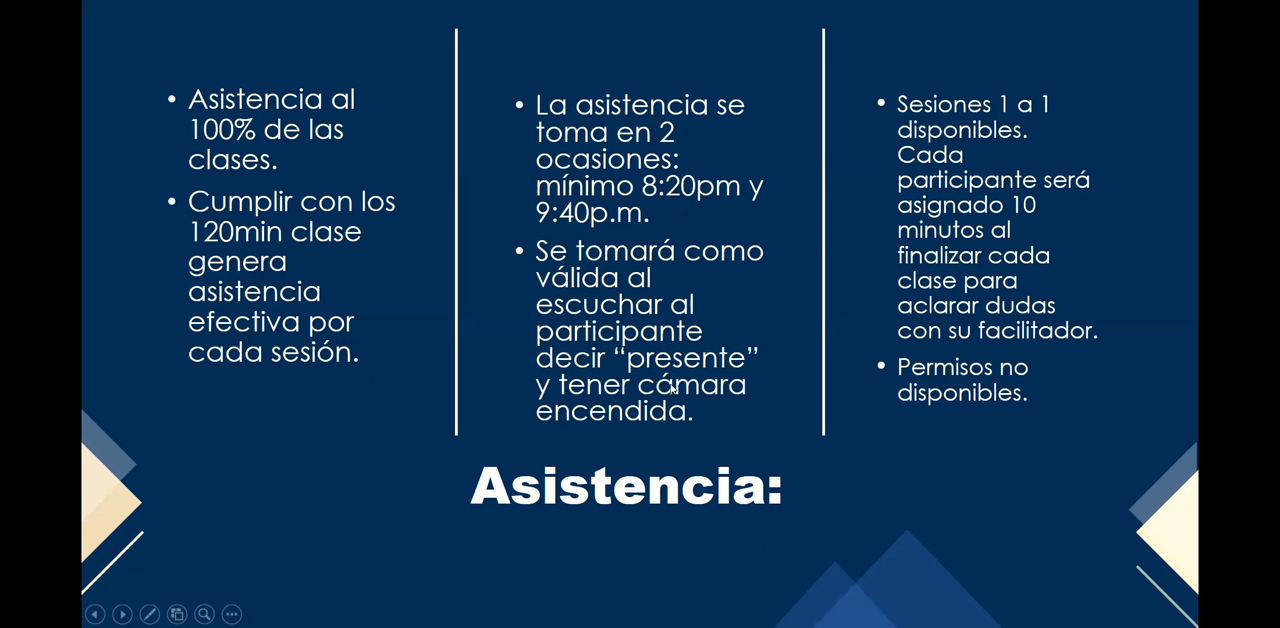 • Asistencia al
100% de las
clases.
• Cumplir con los
120min clase
genera
asistencia
efectiva por
cada sesión.
• La asistencia se
toma en 2
ocasiones:
mínimo 8:20pm y
9:40p.m.
• Se tomará como
válida al
escuchar al
participante
decir “presente”
y tener cámara
encendida.
• Sesiones 1 a 1
disponibles.
Cada
participante será
asignado 10
minutos al
finalizar cada
clase para
aclarar dudas
con su facilitador.
• Permisos no
disponibles.
Asistencia: